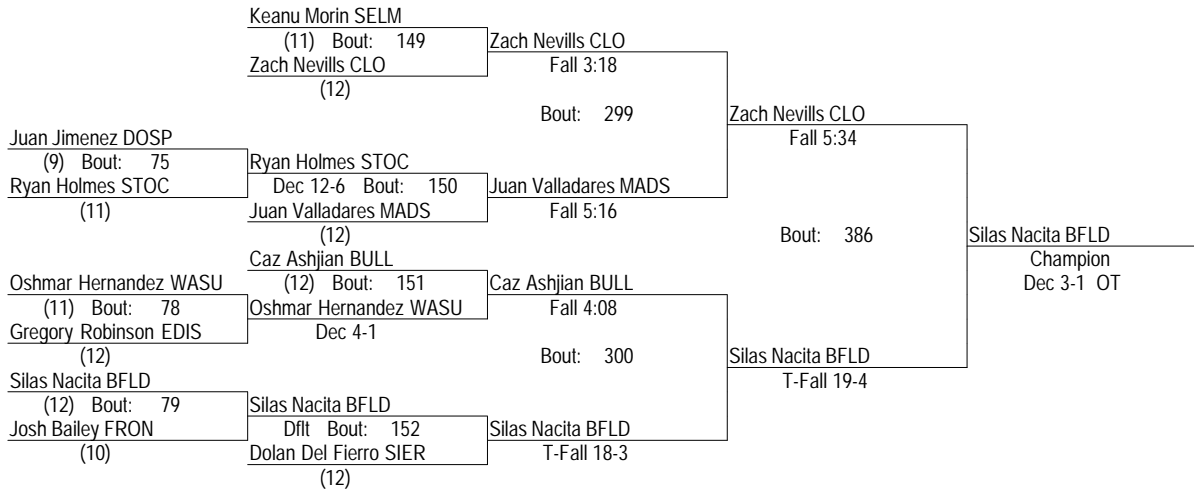 Keanu Morin SELM
(11) Bout: 149
Zach Nevills CLO
(12)
Zach Nevills CLO
Fall 3:18
Bout: 299
Zach Nevills CLO
Fall 5:34
Juan Jimenez DOSP
(9) Bout: 75
Ryan Holmes STOC
(11)
Ryan Holmes STOC
Dec 12-6 Bout: 150
Juan Valladares MADS
(12)
Juan Valladares MADS
Fall 5:16
Bout: 386
Silas Nacita BFLD
Champion
Dec 3-1 OT
Caz Ashjian BULL
(12) Bout: 151
Oshmar Hernandez WASU
(11) Bout: 78
Gregory Robinson EDIS
(12)
Oshmar Hernandez WASU
Dec 4-1
Caz Ashjian BULL
Fall 4:08
Bout: 300
Silas Nacita BFLD
T-Fall 19-4
Silas Nacita BFLD
(12) Bout: 79
Josh Bailey FRON
(10)
Silas Nacita BFLD
Dflt Bout: 152
Dolan Del Fierro SIER
(12)
Silas Nacita BFLD
T-Fall 18-3